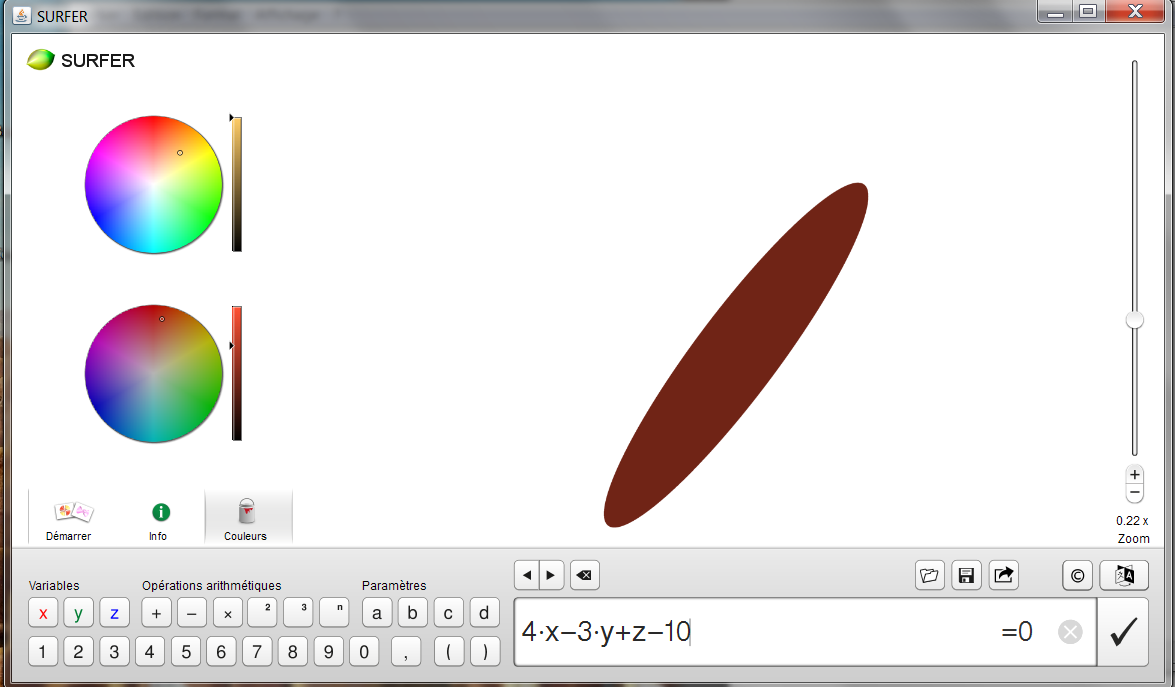 SURFER
SURFER
Démarrer
Info
Couleurs
+
−
0.22 x
Zoom
Variables
Opérations arithmétiques
Paramètres
x y z + − × ² ³ ⁿ a b c d
1 2 3 4 5 6 7 8 9 0 , ( )
4·x−3·y+z−10 =0